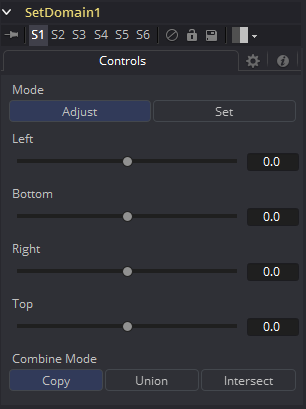 SetDomain1
S1 S2 S3 S4 S5 S6
Controls
Mode
Adjust Set
Left
0.0
Bottom
0.0
Right
0.0
Top
0.0
Combine Mode
Copy Union Intersect